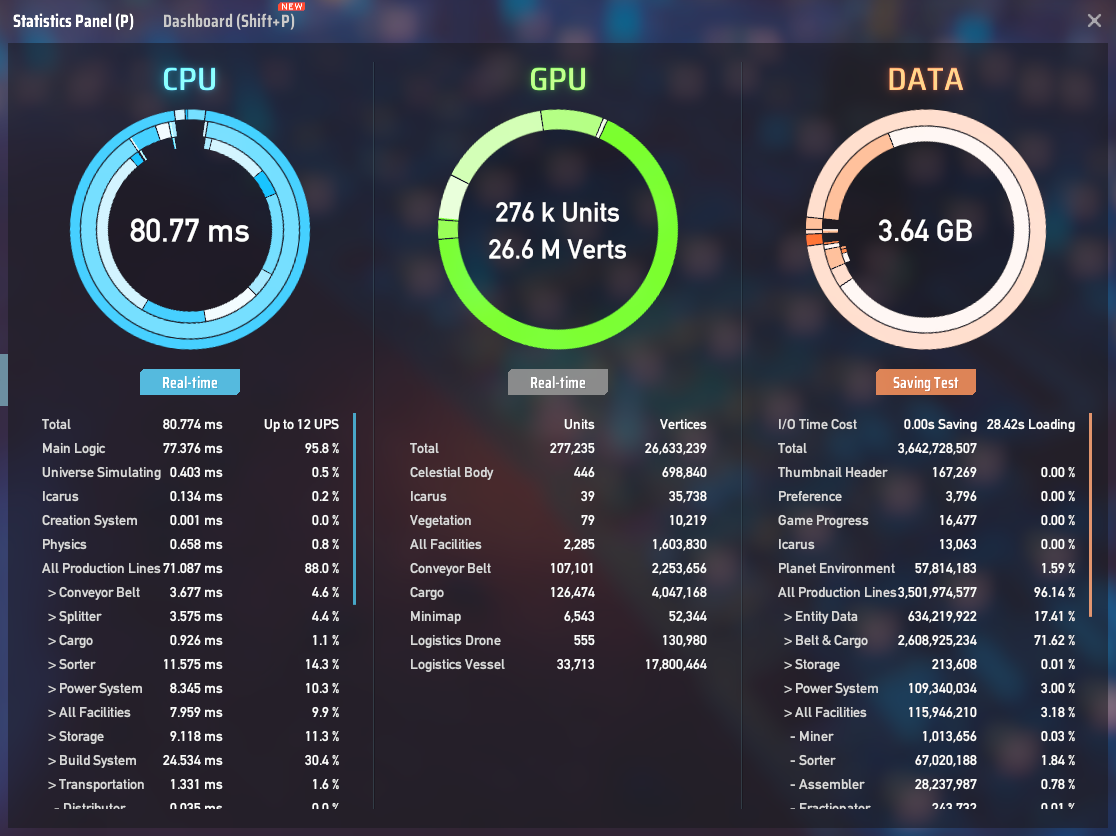 Statistics Panel (P) Dashboard (Shift+P) NEW
CPU
80.77 ms
Real-time
Total 80.774 ms Up to 12 UPS
Main Logic 77.376 ms 95.8 %
Universe Simulating 0.403 ms 0.5 %
Icarus 0.134 ms 0.2 %
Creation System 0.001 ms 0.0 %
Physics 0.658 ms 0.8 %
All Production Lines 71.087 ms 88.0 %
> Conveyor Belt 3.677 ms 4.6 %
> Splitter 3.575 ms 4.4 %
> Cargo 0.926 ms 1.1 %
> Sorter 11.575 ms 14.3 %
> Power System 8.345 ms 10.3 %
> All Facilities 7.959 ms 9.9 %
> Storage 9.118 ms 11.3 %
> Build System 24.534 ms 30.4 %
> Transportation 1.331 ms 1.6 %
- Distributor 0.035 ms 0.0 %
GPU
276 k Units
26.6 M Verts
Real-time
Units Vertices
Total 277,235 26,633,239
Celestial Body 446 698,840
Icarus 39 35,738
Vegetation 79 10,219
All Facilities 2,285 1,603,830
Conveyor Belt 107,101 2,253,656
Cargo 126,474 4,047,168
Minimap 6,543 52,344
Logistics Drone 555 130,980
Logistics Vessel 33,713 17,800,464
DATA
3.64 GB
Saving Test
I/O Time Cost 0.00s Saving 28.42s Loading
Total 3,642,728,507
Thumbnail Header 167,269 0.00 %
Preference 3,796 0.00 %
Game Progress 16,477 0.00 %
Icarus 13,063 0.00 %
Planet Environment 57,814,183 1.59 %
All Production Lines 3,501,974,577 96.14 %
> Entity Data 634,219,922 17.41 %
> Belt & Cargo 2,608,925,234 71.62 %
> Storage 213,608 0.01 %
> Power System 109,340,034 3.00 %
> All Facilities 115,946,210 3.18 %
- Miner 1,013,656 0.03 %
- Sorter 67,020,188 1.84 %
- Assembler 28,237,987 0.78 %
- Fractionator 243,732 0.01 %